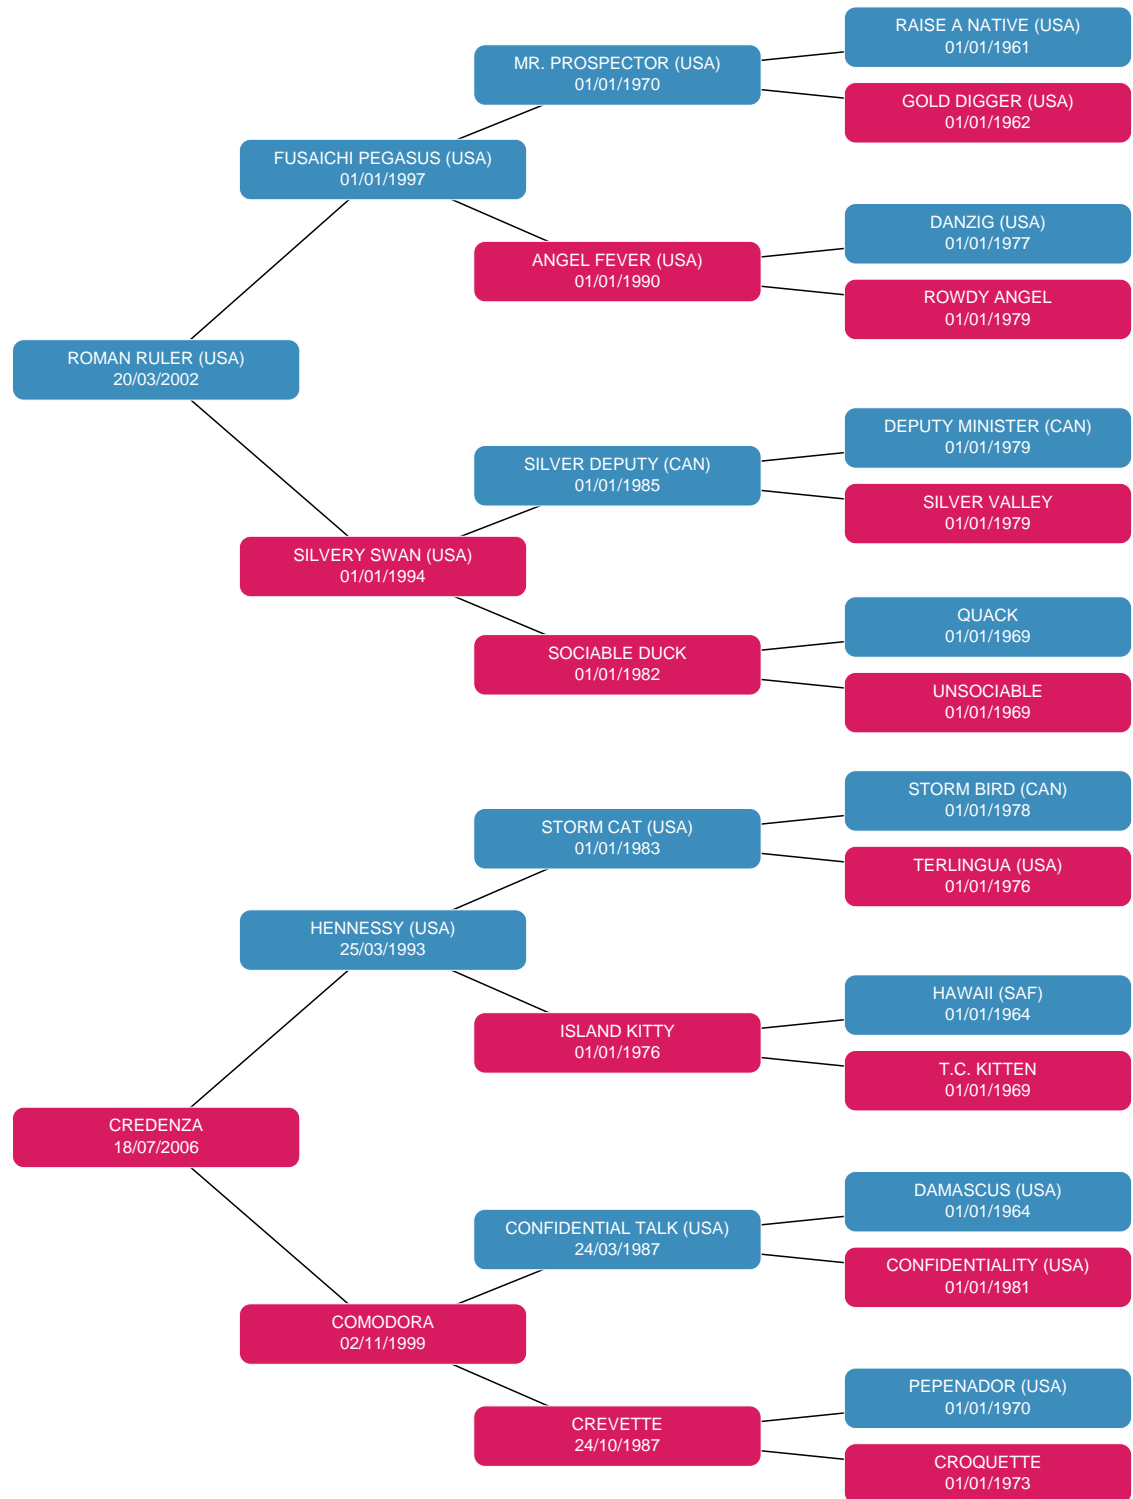 RAISE A NATIVE (USA)
01/01/1961
MR. PROSPECTOR (USA)
01/01/1970
GOLD DIGGER (USA)
01/01/1962
FUSAICHI PEGASUS (USA)
01/01/1997
DANZIG (USA)
01/01/1977
ANGEL FEVER (USA)
01/01/1990
ROWDY ANGEL
01/01/1979
ROMAN RULER (USA)
20/03/2002
DEPUTY MINISTER (CAN)
01/01/1979
SILVER DEPUTY (CAN)
01/01/1985
SILVER VALLEY
01/01/1979
SILVERY SWAN (USA)
01/01/1994
QUACK
01/01/1969
SOCIABLE DUCK
01/01/1982
UNSOCIABLE
01/01/1969
STORM BIRD (CAN)
01/01/1978
STORM CAT (USA)
01/01/1983
TERLINGUA (USA)
01/01/1976
HENNESSY (USA)
25/03/1993
HAWAII (SAF)
01/01/1964
ISLAND KITTY
01/01/1976
T.C. KITTEN
01/01/1969
CREDENZA
18/07/2006
DAMASCUS (USA)
01/01/1964
CONFIDENTIAL TALK (USA)
24/03/1987
CONFIDENTIALITY (USA)
01/01/1981
COMODORA
02/11/1999
PEPENADOR (USA)
01/01/1970
CREVETTE
24/10/1987
CROQUETTE
01/01/1973